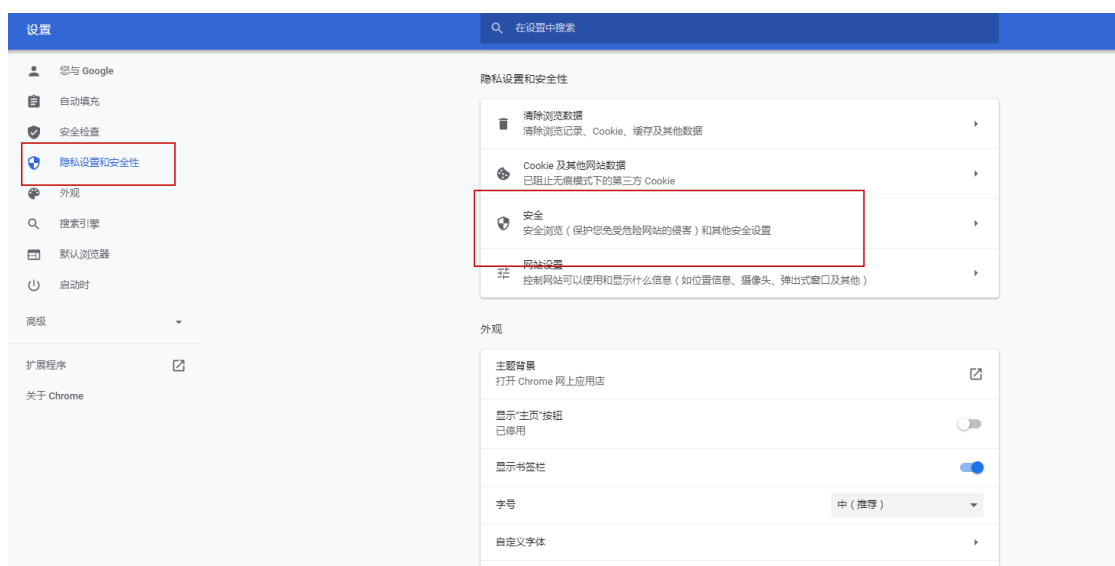 设置
在设置中搜索
您与 Google
自动填充
安全检查
隐私设置和安全性
外观
搜索引擎
默认浏览器
启动时
高级
扩展程序
关于 Chrome
隐私设置和安全性
清除浏览数据
清除浏览记录、Cookie、缓存及其他数据
Cookie 及其他网站数据
已阻止无痕模式下的第三方 Cookie
安全
安全浏览（保护您免受危险网站的侵害）和其他安全设置
网站设置
控制网站可以使用和显示什么信息（如位置信息、摄像头、弹出式窗口及其他）
外观
主题背景
打开 Chrome 网上应用店
显示“主页”按钮
已停用
显示书签栏
字号
中（推荐）
自定义字体